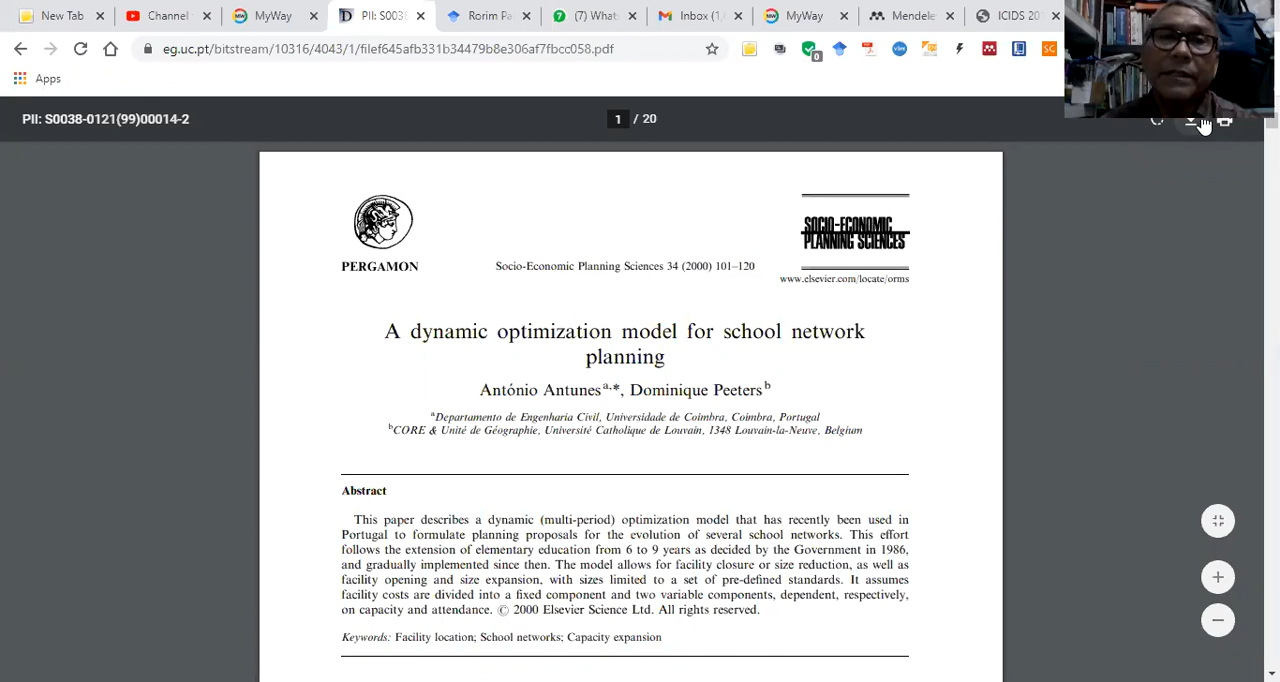 New Tab
Channel
MyWay
PII: S003
Rorim Pa
(7) What
Inbox (1,
MyWay
Mendele
ICIDS 20
eg.uc.pt/bitstream/10316/4043/1/filef645afb331b34479b8e306af7fbcc058.pdf
0
SC
Apps
PII: S0038-0121(99)00014-2
1 / 20
PERGAMON
Socio-Economic Planning Sciences 34 (2000) 101–120
SOCIO-ECONOMIC
PLANNING SCIENCES
www.elsevier.com/locate/orms
A dynamic optimization model for school network
planning
António Antunesa,*, Dominique Peetersb
aDepartamento de Engenharia Civil, Universidade de Coimbra, Coimbra, Portugal
bCORE & Unité de Géographie, Université Catholique de Louvain, 1348 Louvain-la-Neuve, Belgium
Abstract
This paper describes a dynamic (multi-period) optimization model that has recently been used in
Portugal to formulate planning proposals for the evolution of several school networks. This effort
follows the extension of elementary education from 6 to 9 years as decided by the Government in 1986,
and gradually implemented since then. The model allows for facility closure or size reduction, as well as
facility opening and size expansion, with sizes limited to a set of pre-defined standards. It assumes
facility costs are divided into a fixed component and two variable components, dependent, respectively,
on capacity and attendance. © 2000 Elsevier Science Ltd. All rights reserved.
Keywords: Facility location; School networks; Capacity expansion